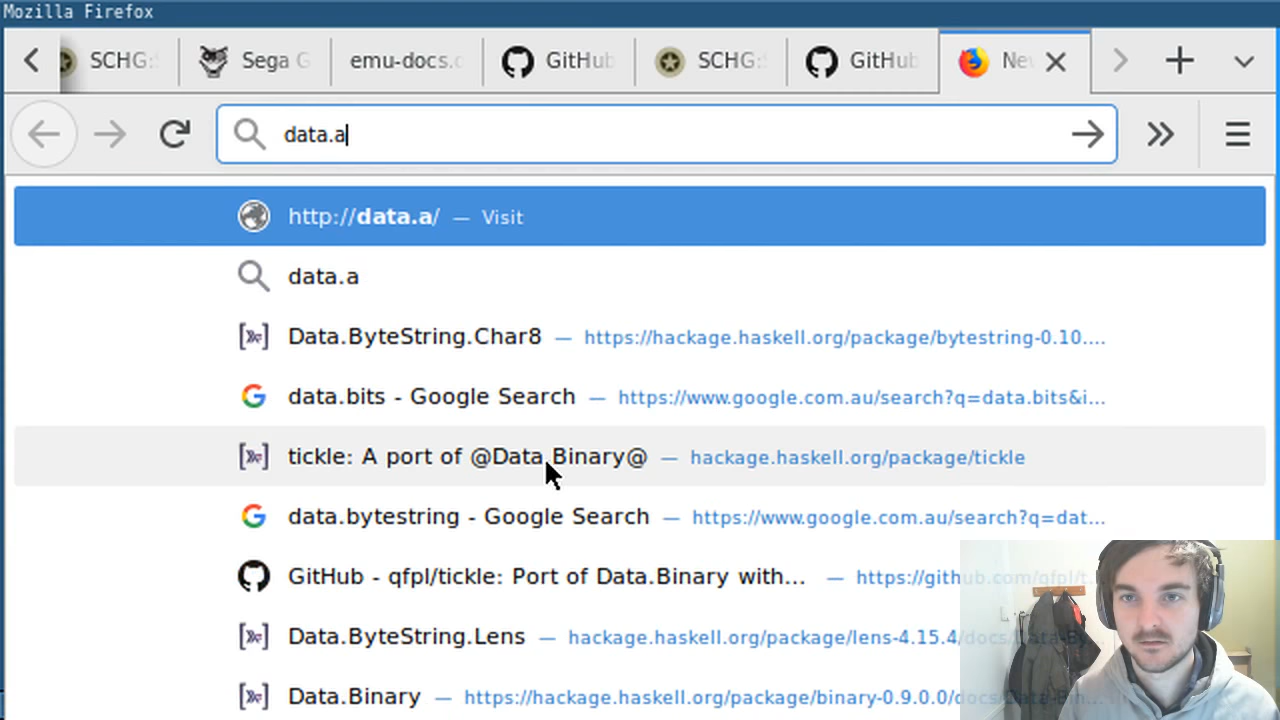 Mozilla Firefox
SCHG:S
Sega G
emu-docs.o
GitHub
SCHG:S
GitHub
New
data.a
http://data.a/ — Visit
data.a
Data.ByteString.Char8 — https://hackage.haskell.org/package/bytestring-0.10....
data.bits - Google Search — https://www.google.com.au/search?q=data.bits&i...
tickle: A port of @Data.Binary@ — hackage.haskell.org/package/tickle
data.bytestring - Google Search — https://www.google.com.au/search?q=dat...
GitHub - qfpl/tickle: Port of Data.Binary with... — https://github.com/qfpl/t...
Data.ByteString.Lens — hackage.haskell.org/package/lens-4.15.4/docs/Data-By
Data.Binary — https://hackage.haskell.org/package/binary-0.9.0.0/docs/Data-Bin...